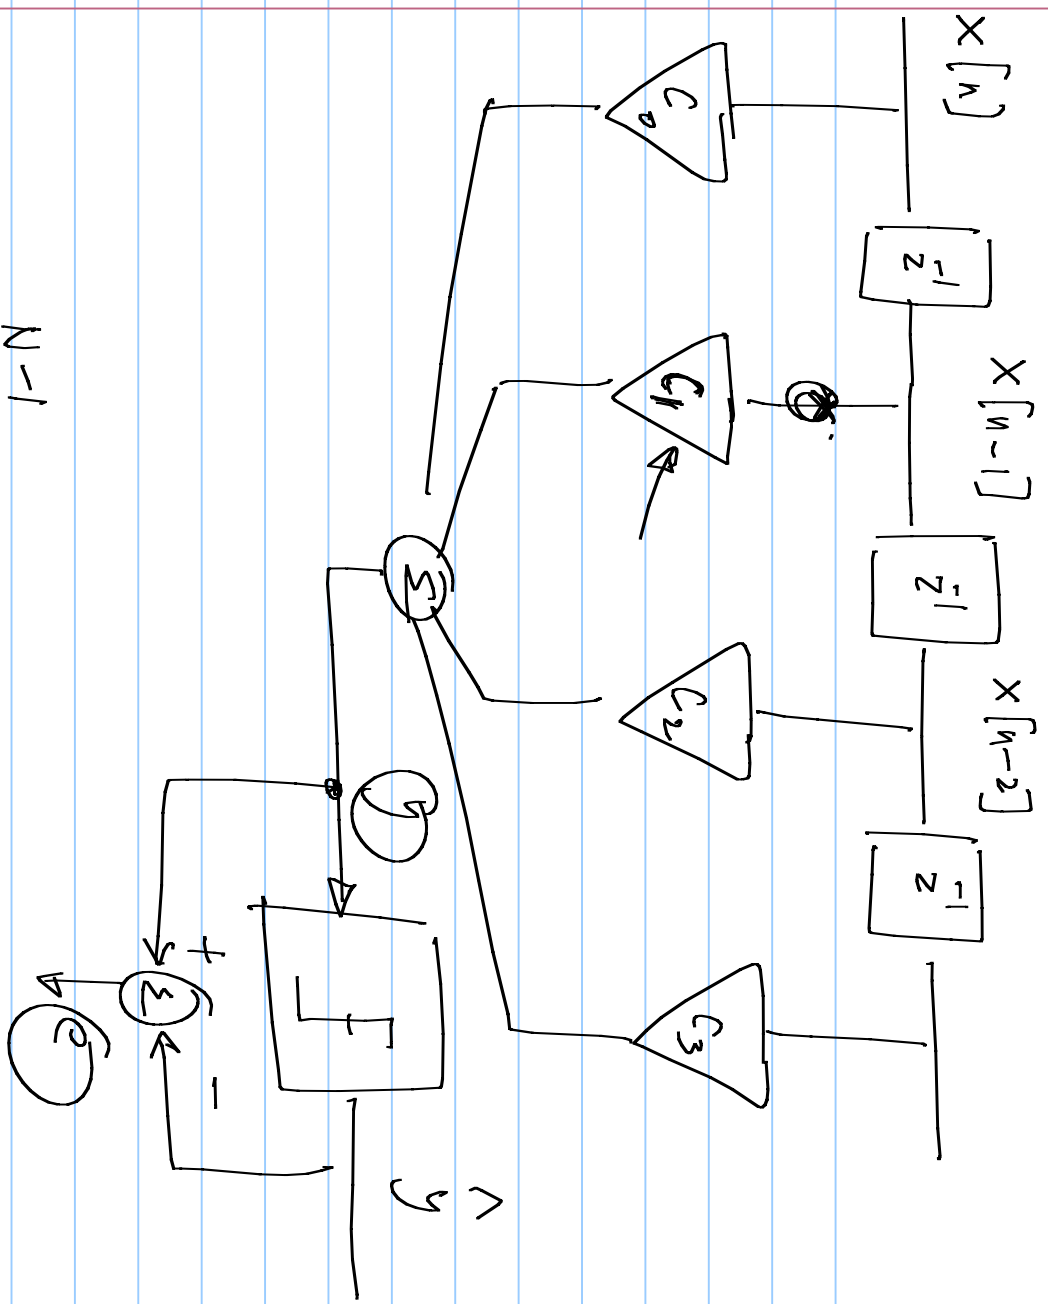 x[n] x[n-1] x[n-2]
z⁻¹ z⁻¹ z⁻¹
C₀ C₁ C₂ C₃
Σ
y ŷ
+ -
Σ
e
N-1